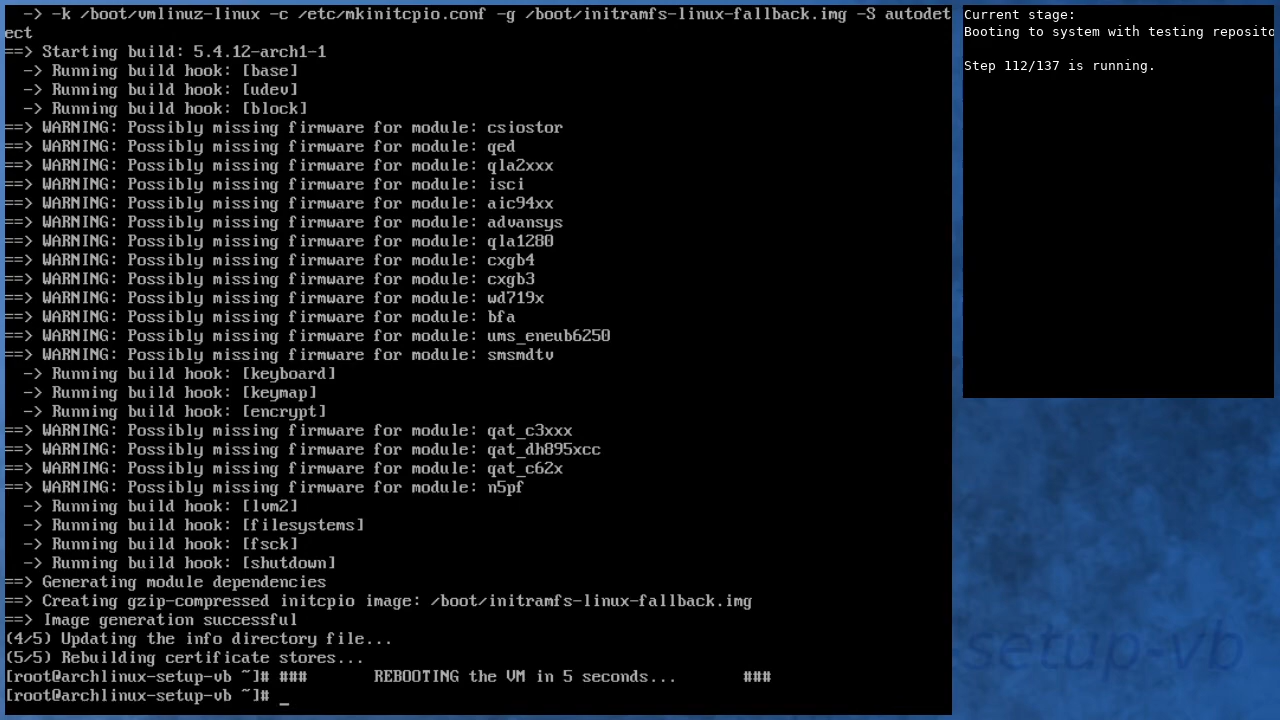 -> -k /boot/vmlinuz-linux -c /etc/mkinitcpio.conf -g /boot/initramfs-linux-fallback.img -S autodet
ect
==> Starting build: 5.4.12-arch1-1
  -> Running build hook: [base]
  -> Running build hook: [udev]
  -> Running build hook: [block]
==> WARNING: Possibly missing firmware for module: csiostor
==> WARNING: Possibly missing firmware for module: qed
==> WARNING: Possibly missing firmware for module: qla2xxx
==> WARNING: Possibly missing firmware for module: isci
==> WARNING: Possibly missing firmware for module: aic94xx
==> WARNING: Possibly missing firmware for module: advansys
==> WARNING: Possibly missing firmware for module: qla1280
==> WARNING: Possibly missing firmware for module: cxgb4
==> WARNING: Possibly missing firmware for module: cxgb3
==> WARNING: Possibly missing firmware for module: wd719x
==> WARNING: Possibly missing firmware for module: bfa
==> WARNING: Possibly missing firmware for module: ums_eneub6250
==> WARNING: Possibly missing firmware for module: smsmdtv
  -> Running build hook: [keyboard]
  -> Running build hook: [keymap]
  -> Running build hook: [encrypt]
==> WARNING: Possibly missing firmware for module: qat_c3xxx
==> WARNING: Possibly missing firmware for module: qat_dh895xcc
==> WARNING: Possibly missing firmware for module: qat_c62x
==> WARNING: Possibly missing firmware for module: n5pf
  -> Running build hook: [lvm2]
  -> Running build hook: [filesystems]
  -> Running build hook: [fsck]
  -> Running build hook: [shutdown]
==> Generating module dependencies
==> Creating gzip-compressed initcpio image: /boot/initramfs-linux-fallback.img
==> Image generation successful
(4/5) Updating the info directory file...
(5/5) Rebuilding certificate stores...
[root@archlinux-setup-vb ~]# ###       REBOOTING the VM in 5 seconds...       ###
[root@archlinux-setup-vb ~]# _
Current stage:
Booting to system with testing reposito
Step 112/137 is running.
setup-vb